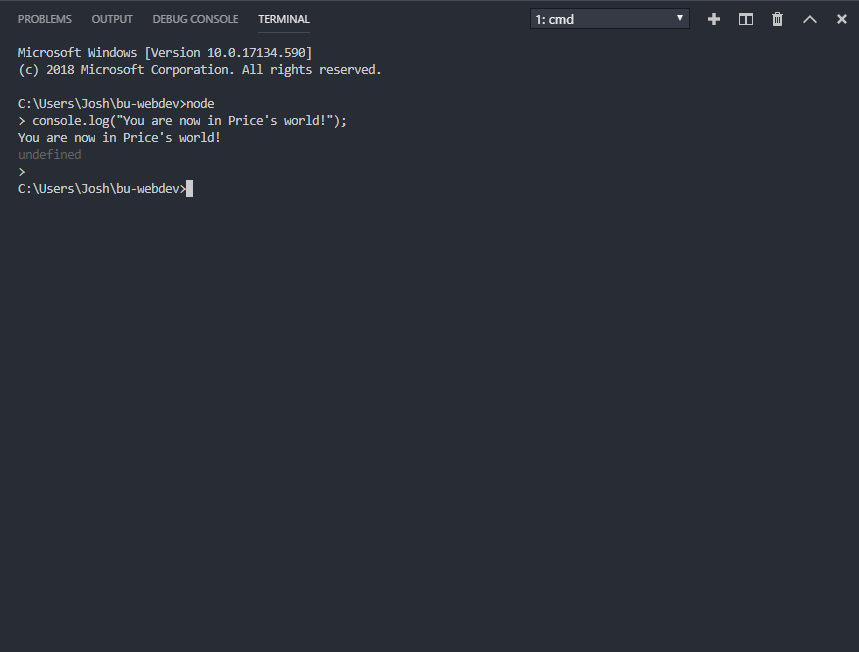 PROBLEMS OUTPUT DEBUG CONSOLE TERMINAL 1: cmd
Microsoft Windows [Version 10.0.17134.590]
(c) 2018 Microsoft Corporation. All rights reserved.
C:\Users\Josh\bu-webdev>node
> console.log("You are now in Price's world!");
You are now in Price's world!
undefined
>
C:\Users\Josh\bu-webdev>